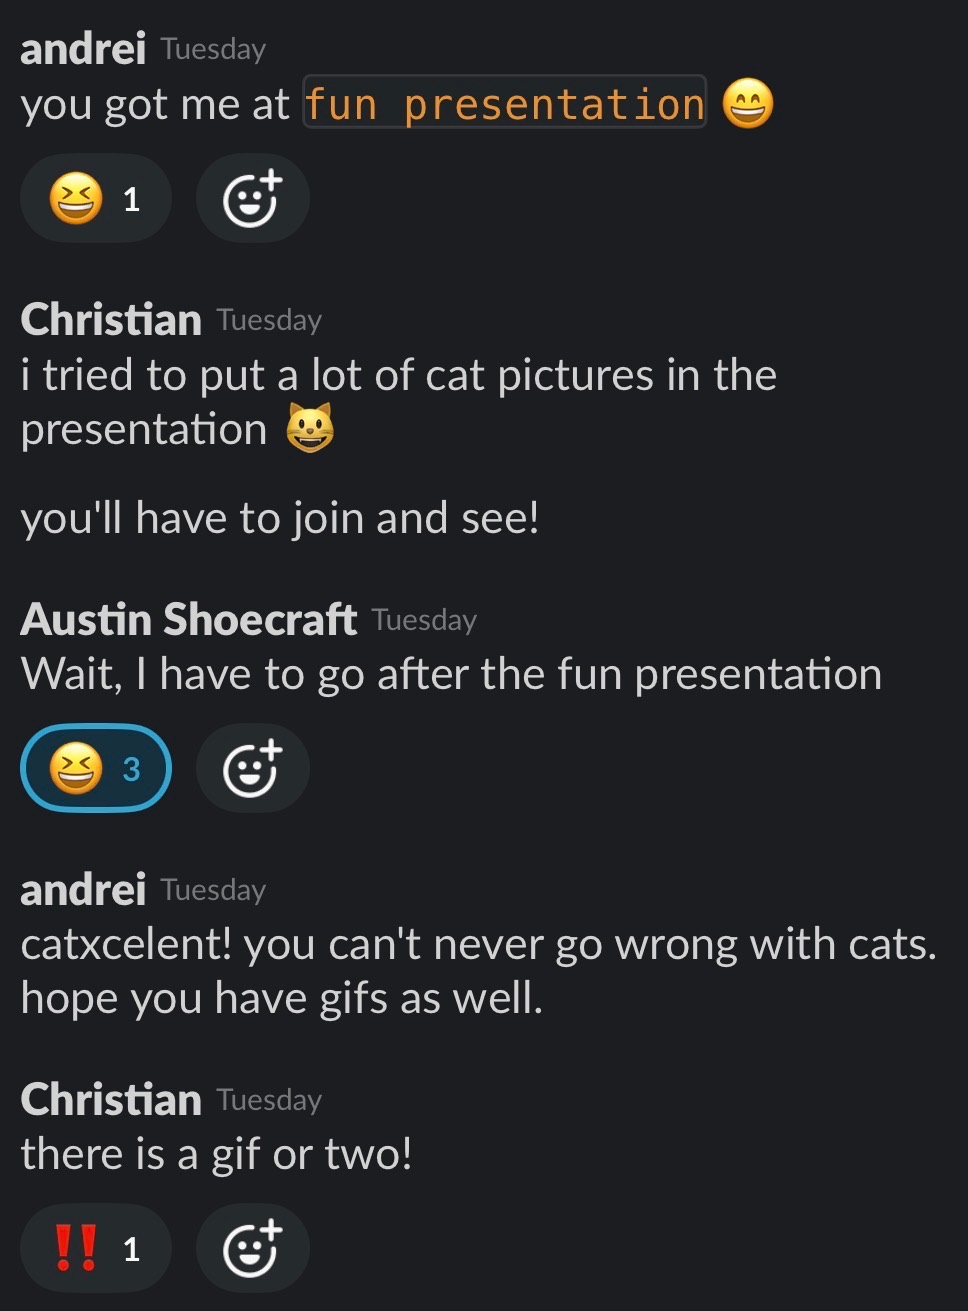 andrei Tuesday
you got me at fun presentation 😄
😆 1
Christian Tuesday
i tried to put a lot of cat pictures in the
presentation 😺
you'll have to join and see!
Austin Shoecraft Tuesday
Wait, I have to go after the fun presentation
😆 3
andrei Tuesday
catxcelent! you can't never go wrong with cats.
hope you have gifs as well.
Christian Tuesday
there is a gif or two!
‼️ 1